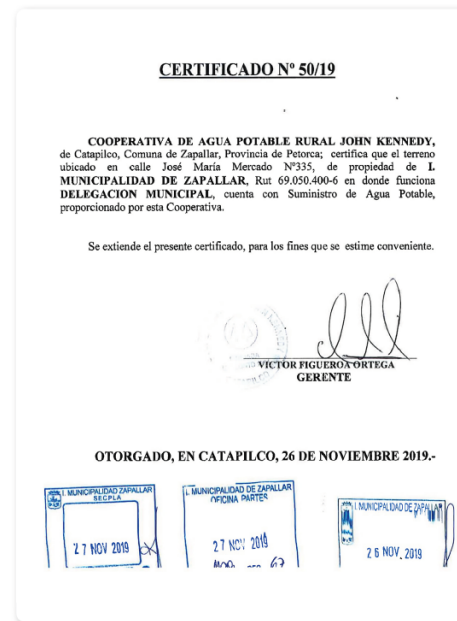 CERTIFICADO Nº 50/19
COOPERATIVA DE AGUA POTABLE RURAL JOHN KENNEDY,
de Catapilco, Comuna de Zapallar, Provincia de Petorca; certifica que el terreno
ubicado en calle José María Mercado Nº335, de propiedad de I.
MUNICIPALIDAD DE ZAPALLAR, Rut 69.050.400-6 en donde funciona
DELEGACION MUNICIPAL, cuenta con Suministro de Agua Potable,
proporcionado por esta Cooperativa.
Se extiende el presente certificado, para los fines que se estime conveniente.
VICTOR FIGUEROA ORTEGA
GERENTE
OTORGADO, EN CATAPILCO, 26 DE NOVIEMBRE 2019.-
I. MUNICIPALIDAD ZAPALLAR
SECPLA
27 NOV 2019
I. MUNICIPALIDAD DE ZAPALLAR
OFICINA PARTES
27 NOV 2019
67
I. MUNICIPALIDAD DE ZAPALLAR
26 NOV. 2019